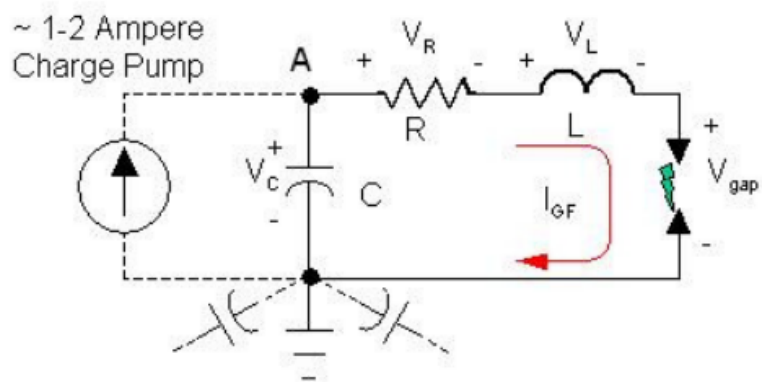 ~ 1-2 Ampere
Charge Pump
A
+ V_R -
+ V_L -
R
L
+
V_C
-
C
I_GF
+
V_gap
-